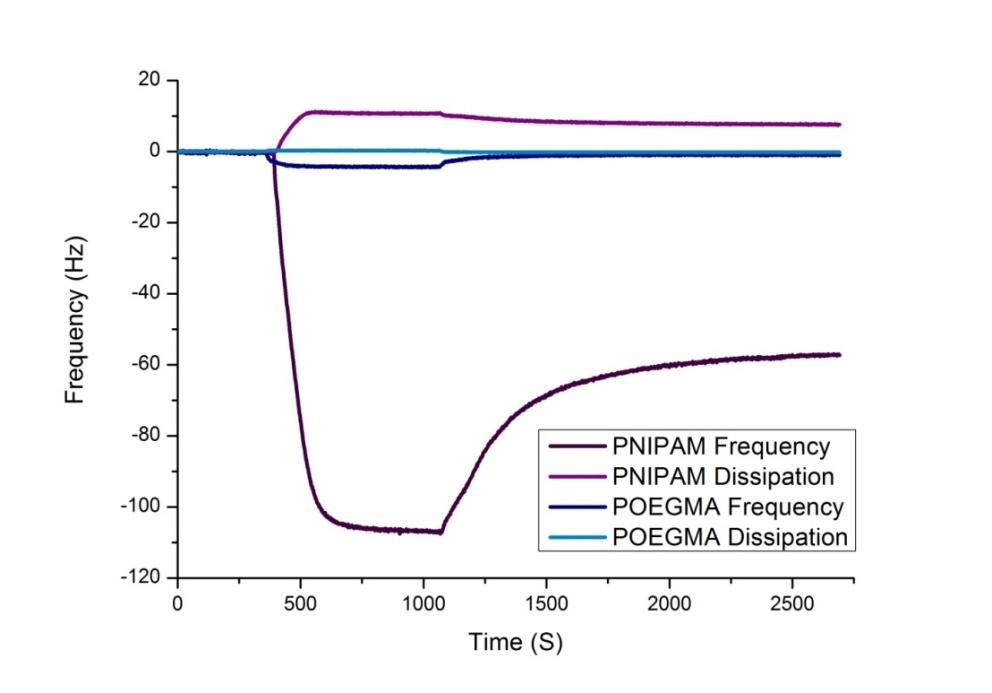 20
0
-20
-40
-60
-80
-100
-120
Frequency (Hz)
PNIPAM Frequency
PNIPAM Dissipation
POEGMA Frequency
POEGMA Dissipation
0 500 1000 1500 2000 2500
Time (S)